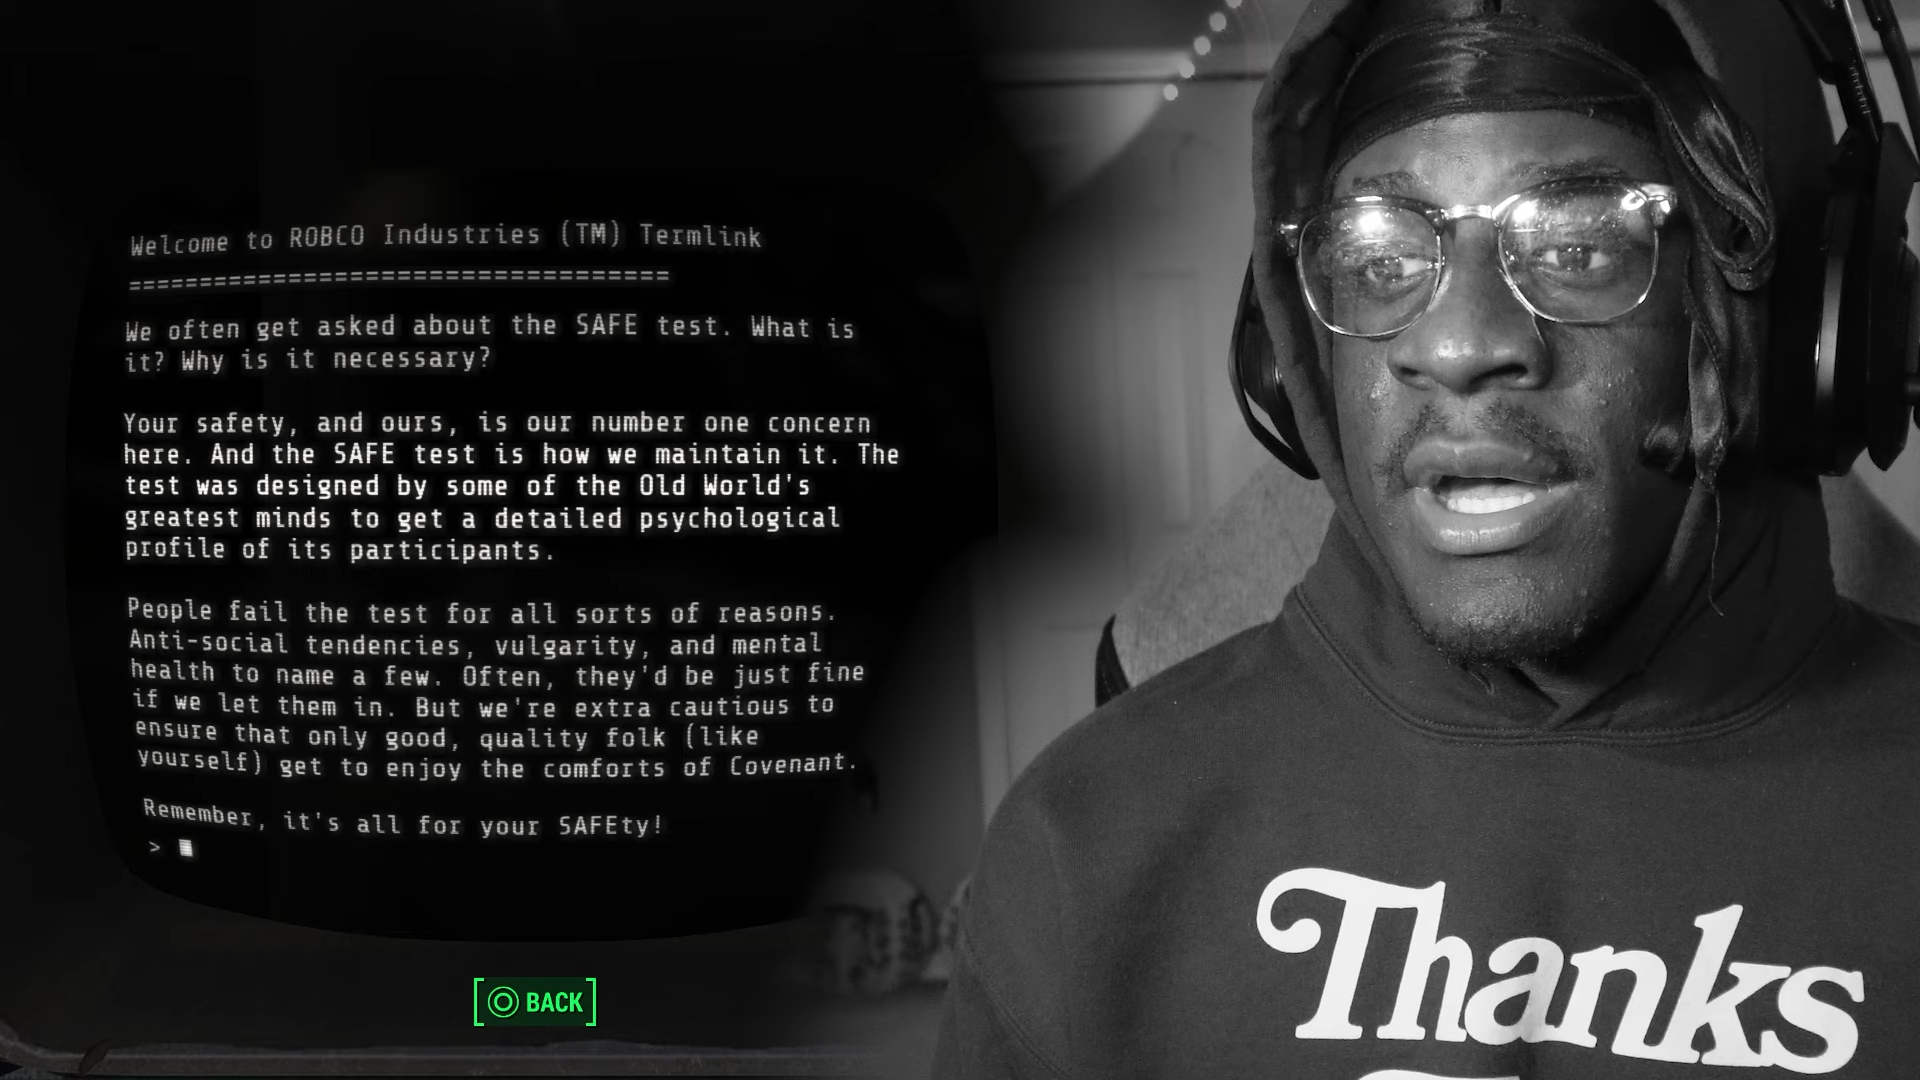 Welcome to ROBCO Industries (TM) Termlink
==================================
We often get asked about the SAFE test. What is
it? Why is it necessary?
Your safety, and ours, is our number one concern
here. And the SAFE test is how we maintain it. The
test was designed by some of the Old World's
greatest minds to get a detailed psychological
profile of its participants.
People fail the test for all sorts of reasons.
Anti-social tendencies, vulgarity, and mental
health to name a few. Often, they'd be just fine
if we let them in. But we're extra cautious to
ensure that only good, quality folk (like
yourself) get to enjoy the comforts of Covenant.
Remember, it's all for your SAFEty!
>
BACK
Thanks